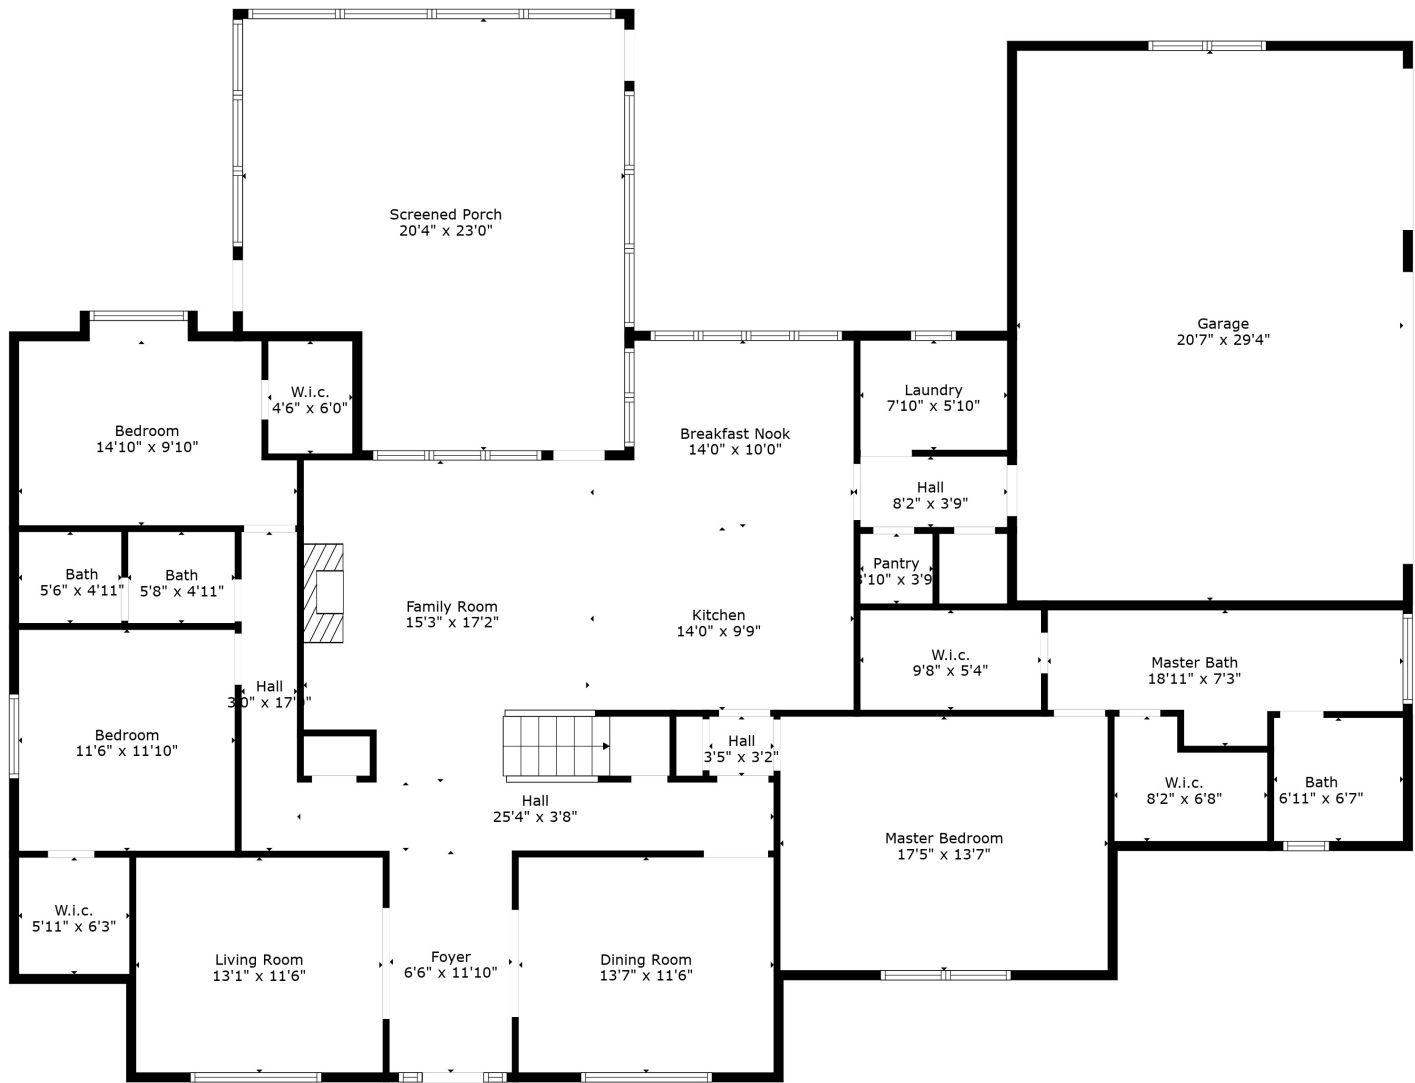 Screened Porch
20'4" x 23'0"
Garage
20'7" x 29'4"
W.i.c.
4'6" x 6'0"
Laundry
7'10" x 5'10"
Bedroom
14'10" x 9'10"
Breakfast Nook
14'0" x 10'0"
Hall
8'2" x 3'9"
Bath
5'6" x 4'11"
Bath
5'8" x 4'11"
Pantry
x 3'9
Family Room
15'3" x 17'2"
Kitchen
14'0" x 9'9"
W.i.c.
9'8" x 5'4"
Master Bath
18'11" x 7'3"
Hall
3'0" x
Bedroom
11'6" x 11'10"
Hall
3'5" x 3'2"
W.i.c.
8'2" x 6'8"
Bath
6'11" x 6'7"
Hall
25'4" x 3'8"
Master Bedroom
17'5" x 13'7"
W.i.c.
5'11" x 6'3"
Living Room
13'1" x 11'6"
Foyer
6'6" x 11'10"
Dining Room
13'7" x 11'6"